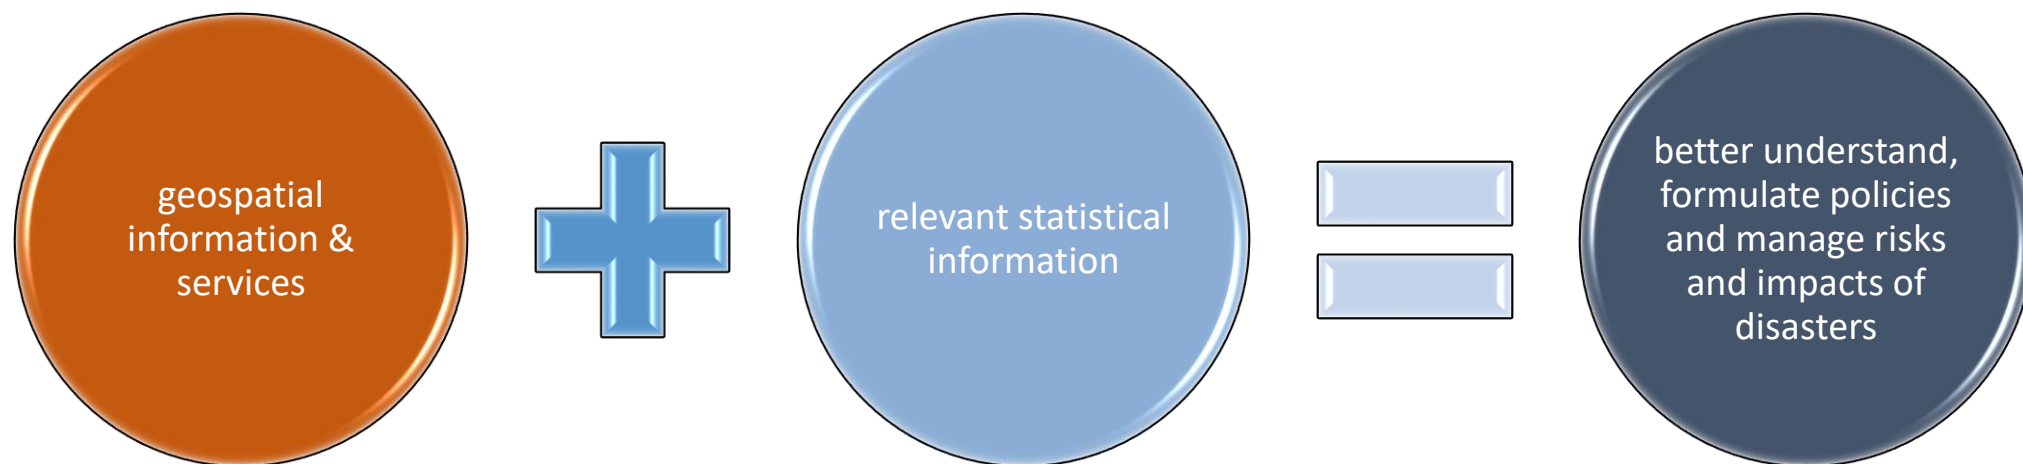 geospatial
information &
services
relevant statistical
information
better understand,
formulate policies
and manage risks
and impacts of
disasters